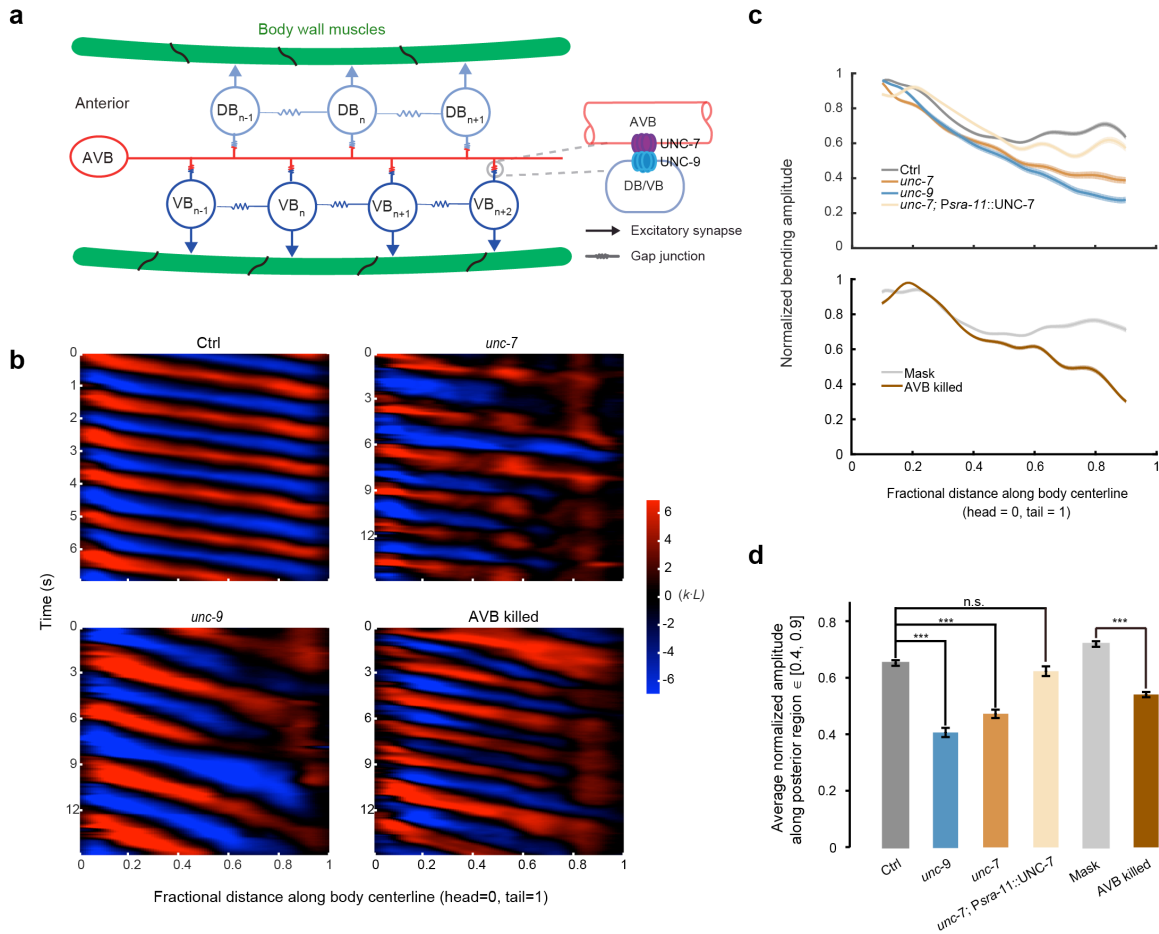 a
Body wall muscles
Anterior
DBn-1
DBn
DBn+1
AVB
VBn-1
VBn
VBn+1
VBn+2
AVB
UNC-7
UNC-9
DB/VB
Excitatory synapse
Gap junction
b
Ctrl
unc-7
0
1
2
3
4
5
6
0
3
6
9
12
unc-9
AVB killed
0
3
6
9
12
0
3
6
9
12
0
0.2
0.4
0.6
0.8
1
0
0.2
0.4
0.6
0.8
1
Time (s)
Fractional distance along body centerline (head=0, tail=1)
6
4
2
0 (k·L)
-2
-4
-6
c
Normalized bending amplitude
1
0.8
0.6
0.4
0.2
0
Ctrl
unc-7
unc-9
unc-7; Psra-11::UNC-7
1
0.8
0.6
0.4
0.2
0
Mask
AVB killed
0
0.2
0.4
0.6
0.8
1
Fractional distance along body centerline
(head = 0, tail = 1)
d
Average normalized amplitude
along posterior region ∈ [0.4, 0.9]
0.8
0.6
0.4
0.2
0
n.s.
***
***
***
Ctrl
unc-9
unc-7
unc-7; Psra-11::UNC-7
Mask
AVB killed